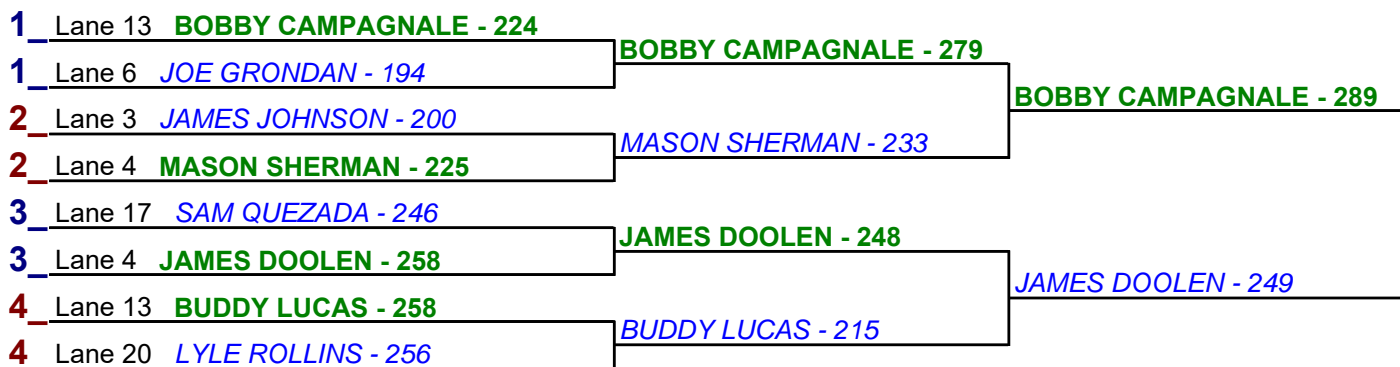 1_ Lane 13 BOBBY CAMPAGNALE - 224
BOBBY CAMPAGNALE - 279
1_ Lane 6 JOE GRONDAN - 194
BOBBY CAMPAGNALE - 289
2_ Lane 3 JAMES JOHNSON - 200
MASON SHERMAN - 233
2_ Lane 4 MASON SHERMAN - 225
3_ Lane 17 SAM QUEZADA - 246
JAMES DOOLEN - 248
3_ Lane 4 JAMES DOOLEN - 258
JAMES DOOLEN - 249
4_ Lane 13 BUDDY LUCAS - 258
BUDDY LUCAS - 215
4 Lane 20 LYLE ROLLINS - 256